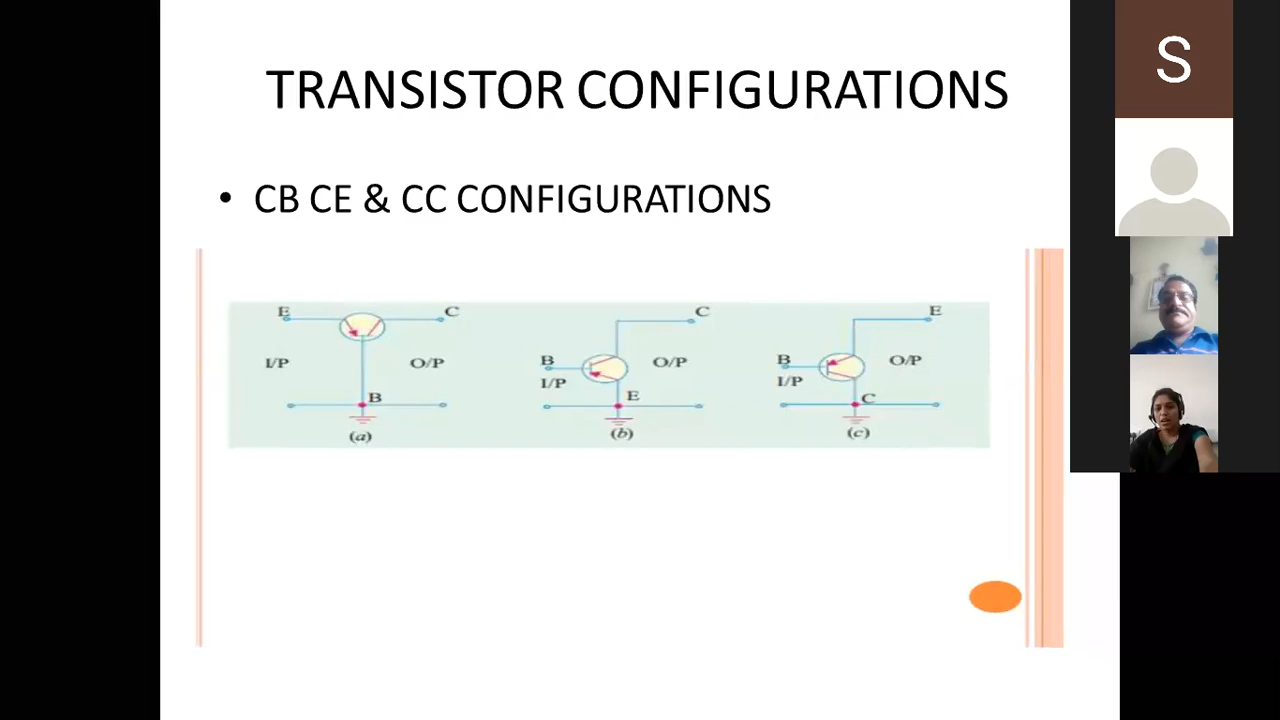 TRANSISTOR CONFIGURATIONS
• CB CE & CC CONFIGURATIONS
E C
I/P O/P
B
(a)
C
B
I/P O/P
E
(b)
E
B
I/P O/P
C
(c)
S